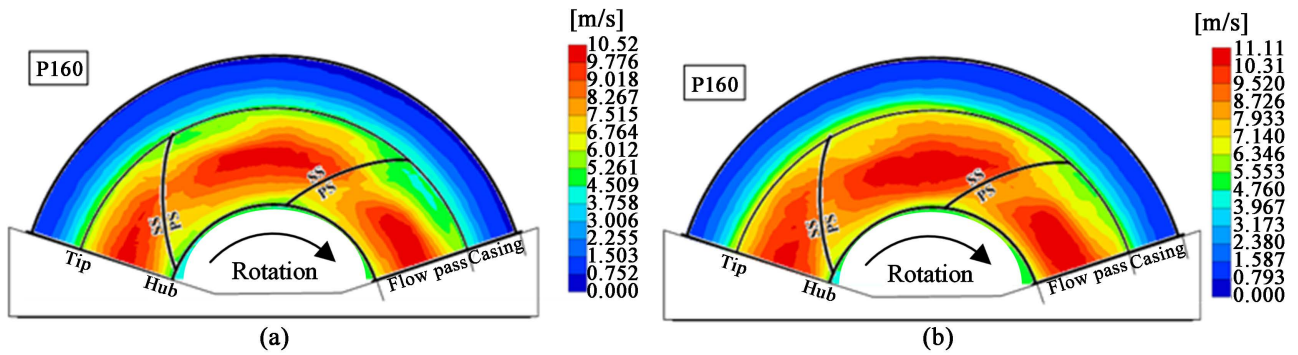 (a)
P160
[m/s]
10.52
9.776
9.018
8.267
7.515
6.764
6.012
5.261
4.509
3.758
3.006
2.255
1.503
0.752
0.000
SS
PS
SS
PS
Tip
Hub
Rotation
Flow pass
Casing
(a)
P160
[m/s]
11.11
10.31
9.520
8.726
7.933
7.140
6.346
5.553
4.760
3.967
3.173
2.380
1.587
0.793
0.000
SS
PS
SS
PS
Tip
Hub
Rotation
Flow pass
Casing
(b)